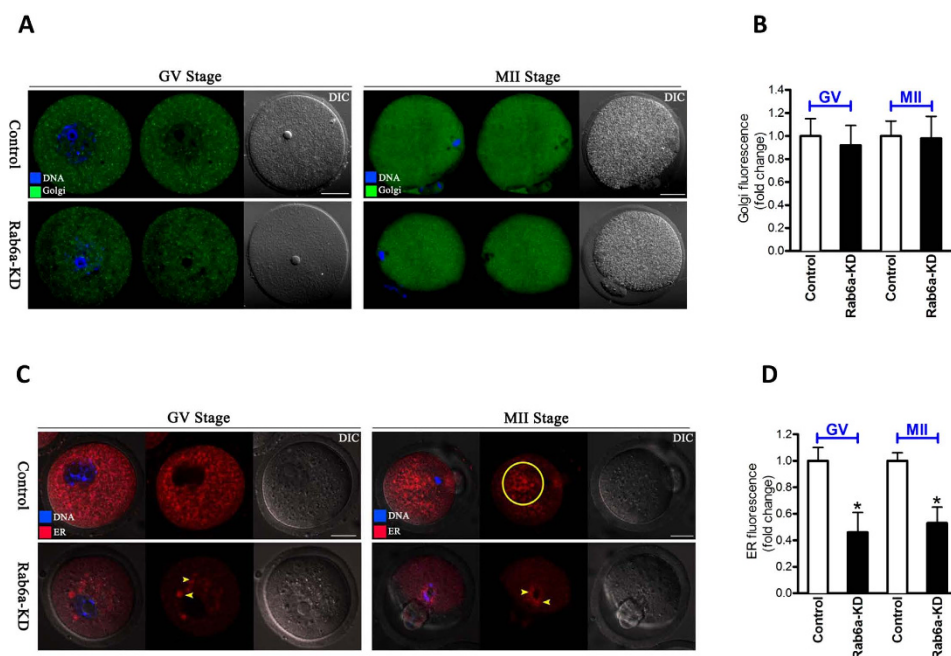 A
GV Stage
MII Stage
Control
DIC
DNA
Golgi
DIC
DNA
Golgi
Rab6a-KD
B
Golgi fluorescence
(fold change)
1.4
1.2
1.0
0.8
0.6
0.4
0.2
0.0
GV
MII
Control
Rab6a-KD
Control
Rab6a-KD
C
GV Stage
MII Stage
Control
DIC
DNA
ER
DIC
DNA
ER
Rab6a-KD
D
ER fluorescence
(fold change)
1.2
1.0
0.8
0.6
0.4
0.2
0.0
GV
MII
*
*
Control
Rab6a-KD
Control
Rab6a-KD